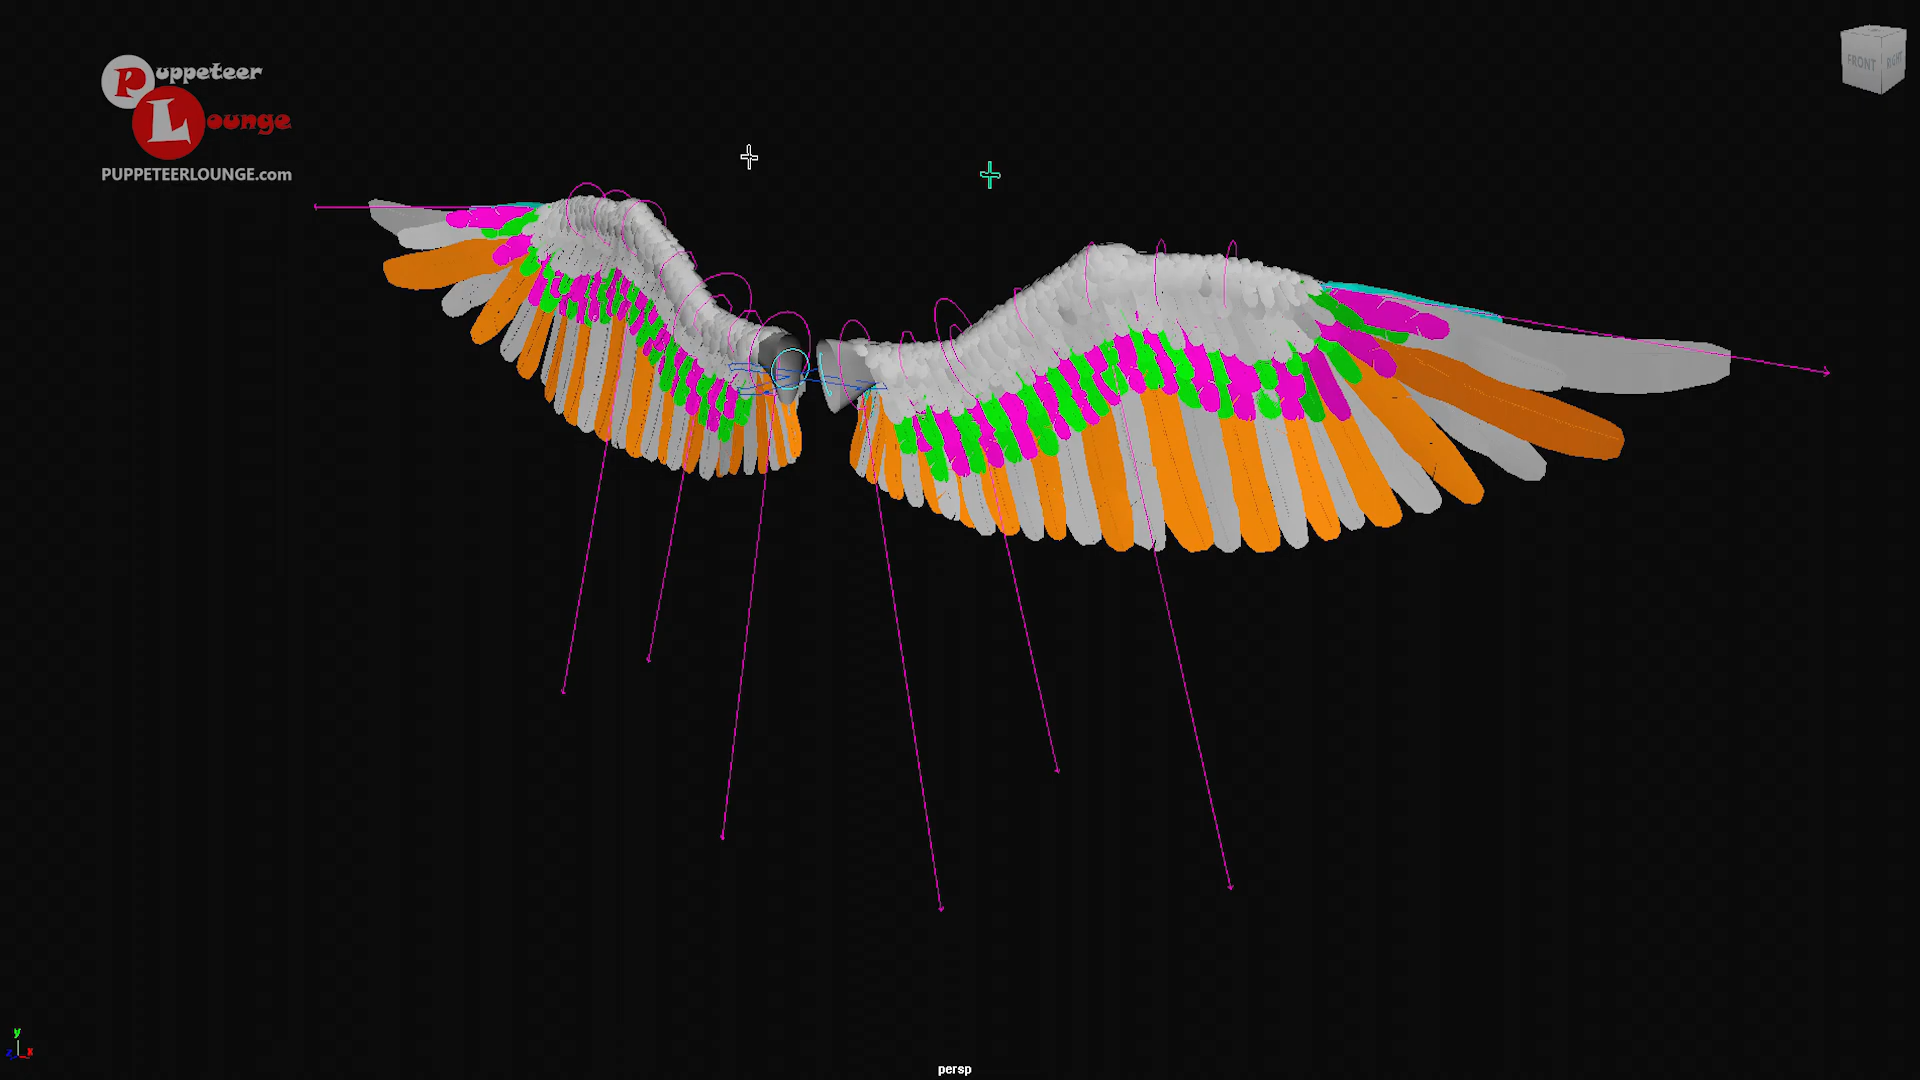 Puppeteer
Lounge
PUPPETEERLOUNGE.com
FRONT RIGHT
y
z x
persp